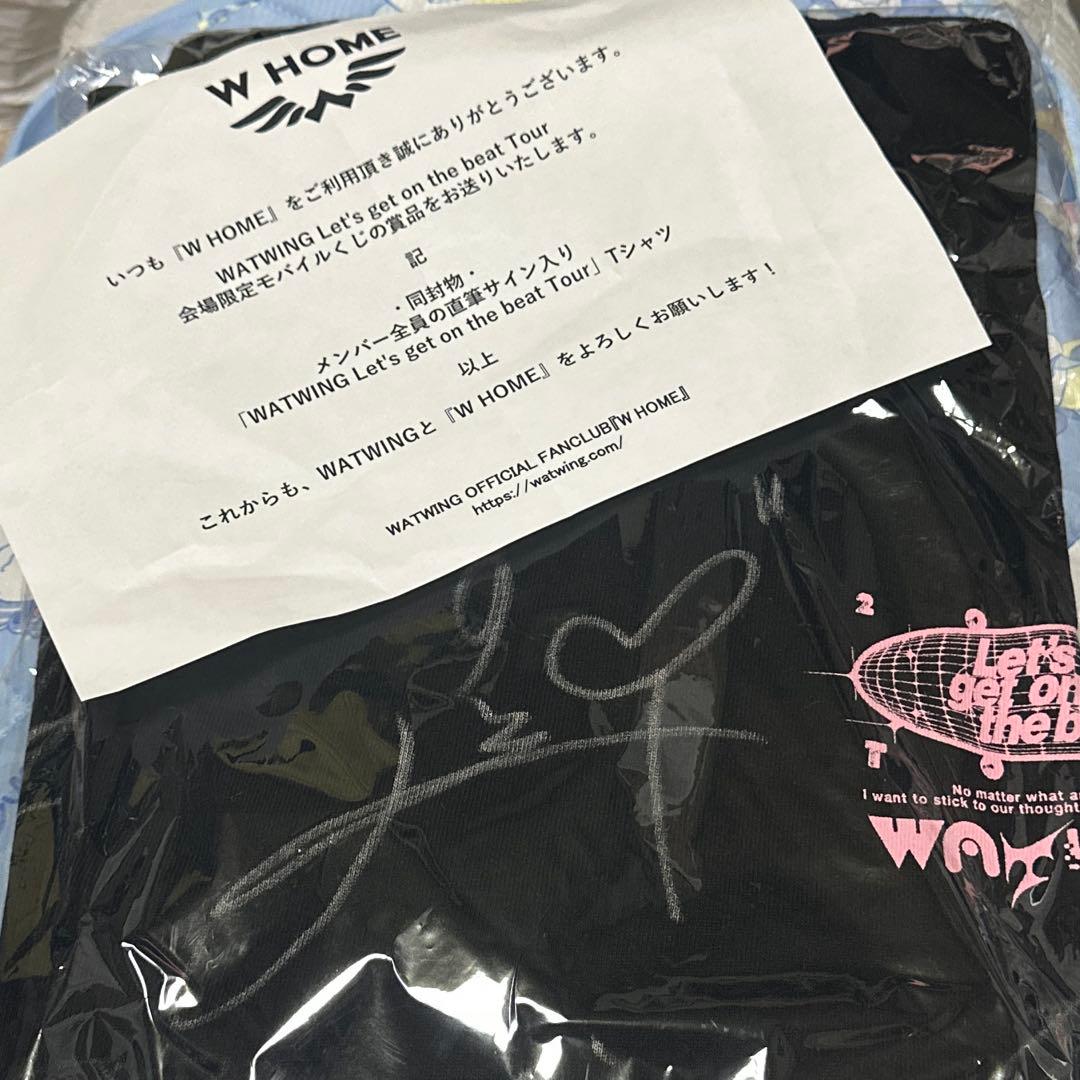 W HOME
いつも『W HOME』をご利用頂き誠にありがとうございます。
WATWING Let's get on the beat Tour
会場限定モバイルくじの賞品をお送りいたします。
記
・同封物・
メンバー全員の直筆サイン入り
「WATWING Let's get on the beat Tour」Tシャツ
以上
これからも、WATWINGと『W HOME』をよろしくお願いします！
WATWING OFFICIAL FANCLUB『W HOME』
https://watwing.com/
2
Let's
get on
the b
T
No matter what a
I want to stick to our thought